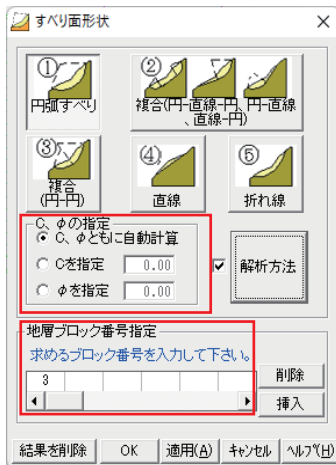 すべり面形状
①
円弧すべり
②
複合(円-直線-円、円-直線
、直線-円)
③
複合
(円-円)
④
直線
⑤
折れ線
C、φの指定
C、φともに自動計算
Cを指定 0.00
φを指定 0.00
解析方法
地層ブロック番号指定
求めるブロック番号を入力して下さい。
3
削除
挿入
結果を削除 OK 適用(A) キャンセル ヘルプ(H)